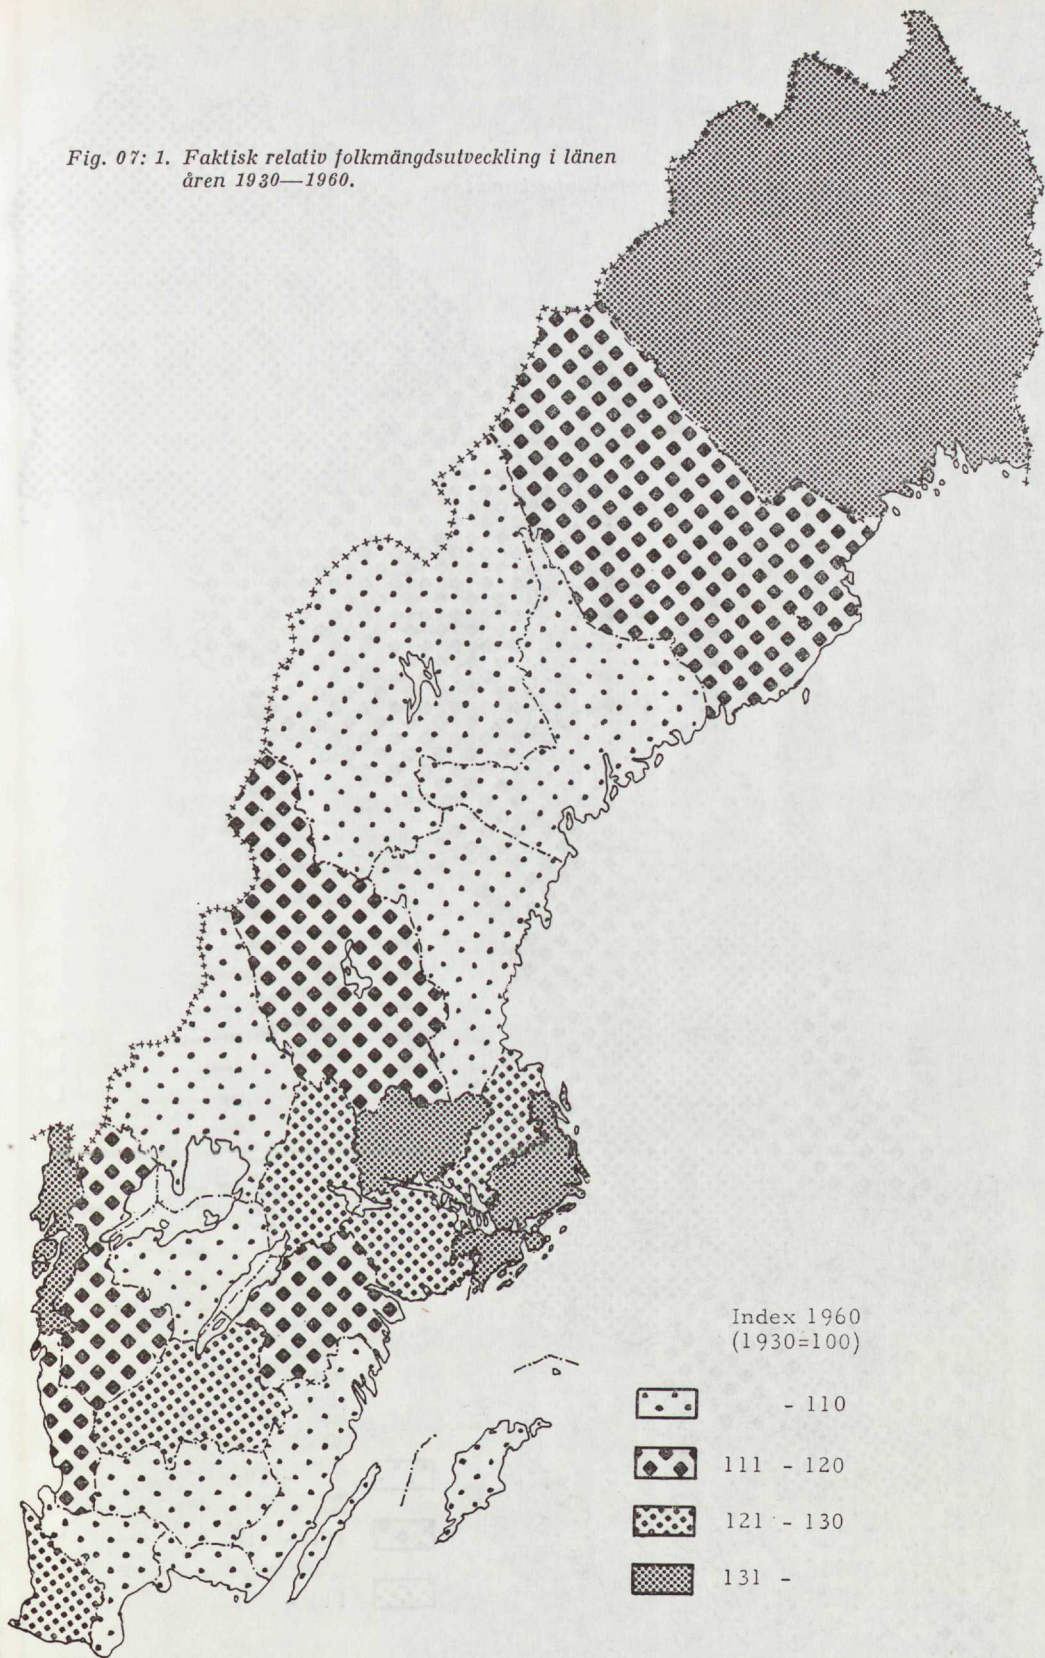 Fig. 07: 1. Faktisk relativ folkmängdsutveckling i länen
åren 1930—1960.
Index 1960
(1930=100)
- 110
111 - 120
121 - 130
131 -